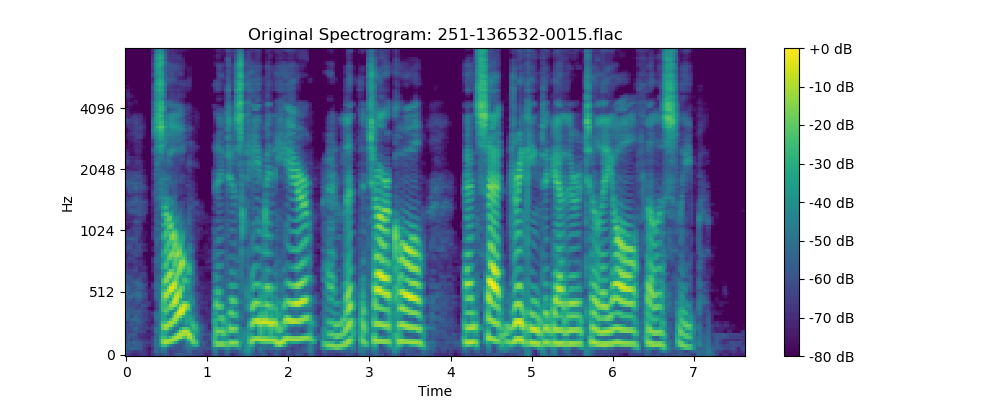 Original Spectrogram: 251-136532-0015.flac
Hz
4096
2048
1024
512
0
0 1 2 3 4 5 6 7
Time
+0 dB
-10 dB
-20 dB
-30 dB
-40 dB
-50 dB
-60 dB
-70 dB
-80 dB